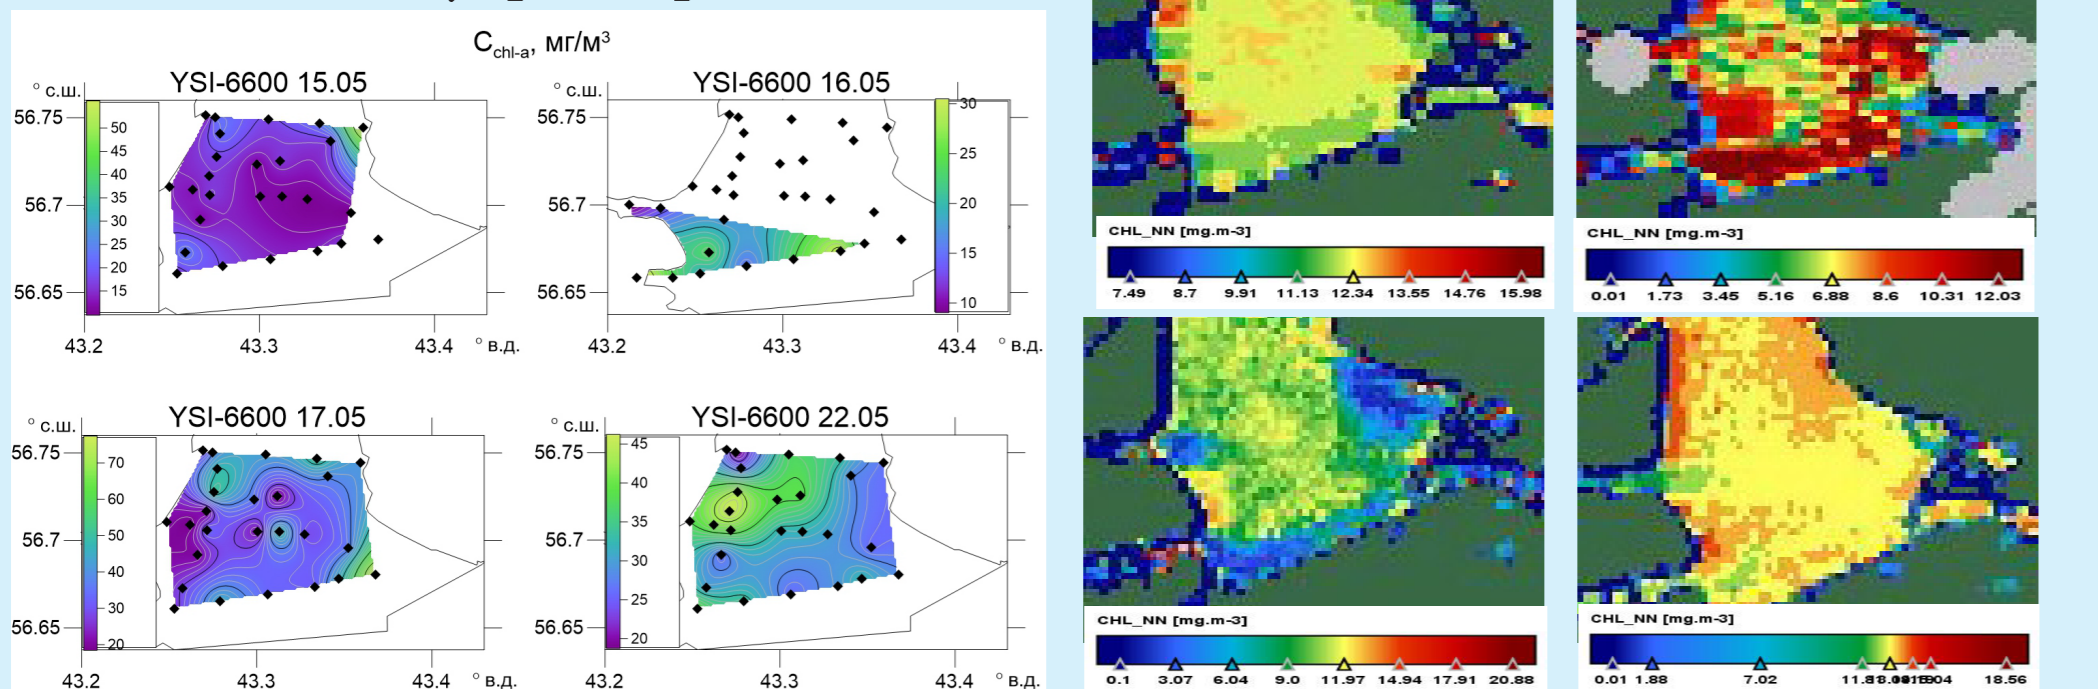 C chl-a, мг/м³
YSI-6600 15.05
° с.ш.
56.75
56.7
56.65
50
45
40
35
30
25
20
15
43.2
43.3
43.4
° в.д.
YSI-6600 16.05
° с.ш.
56.75
56.7
56.65
30
25
20
15
10
43.2
43.3
43.4
° в.д.
YSI-6600 17.05
° с.ш.
56.75
56.7
56.65
70
60
50
40
30
20
43.2
43.3
43.4
° в.д.
YSI-6600 22.05
° с.ш.
56.75
56.7
56.65
45
40
35
30
25
20
43.2
43.3
43.4
° в.д.
CHL_NN [mg.m-3]
7.49 8.7 9.91 11.13 12.34 13.55 14.76 15.98
CHL_NN [mg.m-3]
0.01 1.73 3.45 5.16 6.88 8.6 10.31 12.03
CHL_NN [mg.m-3]
0.1 3.07 6.04 9.0 11.97 14.94 17.91 20.88
CHL_NN [mg.m-3]
0.01 1.88 7.02 18.56